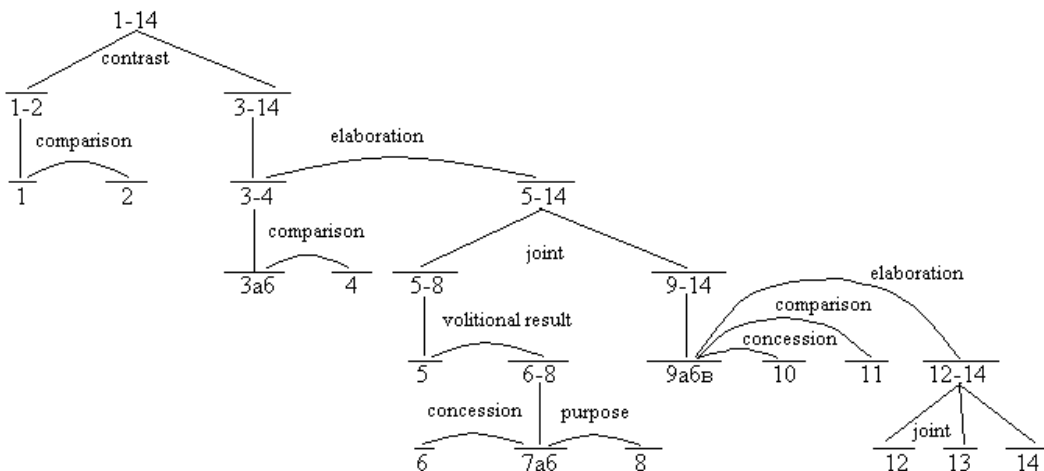 1-14
contrast
1-2 3-14
comparison elaboration
1 2 3-4 5-14
comparison joint elaboration
3аб 4 5-8 9-14 comparison
volitional result concession
5 6-8 9абв 10 11 12-14
concession purpose joint
6 7аб 8 12 13 14